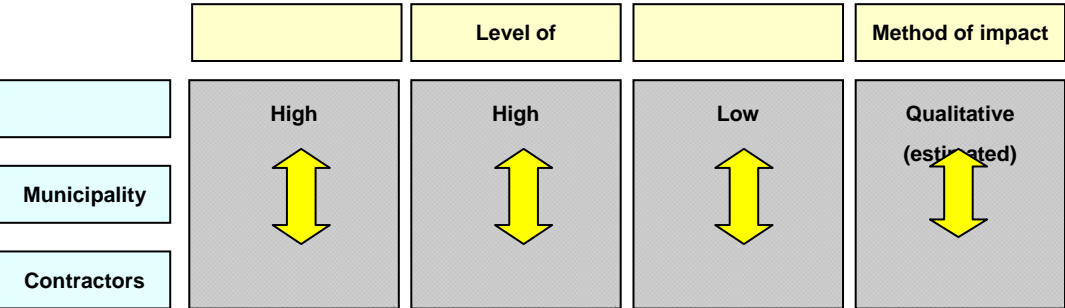 Level of
Method of impact
High
High
Low
Qualitative
(estimated)
Municipality
Contractors